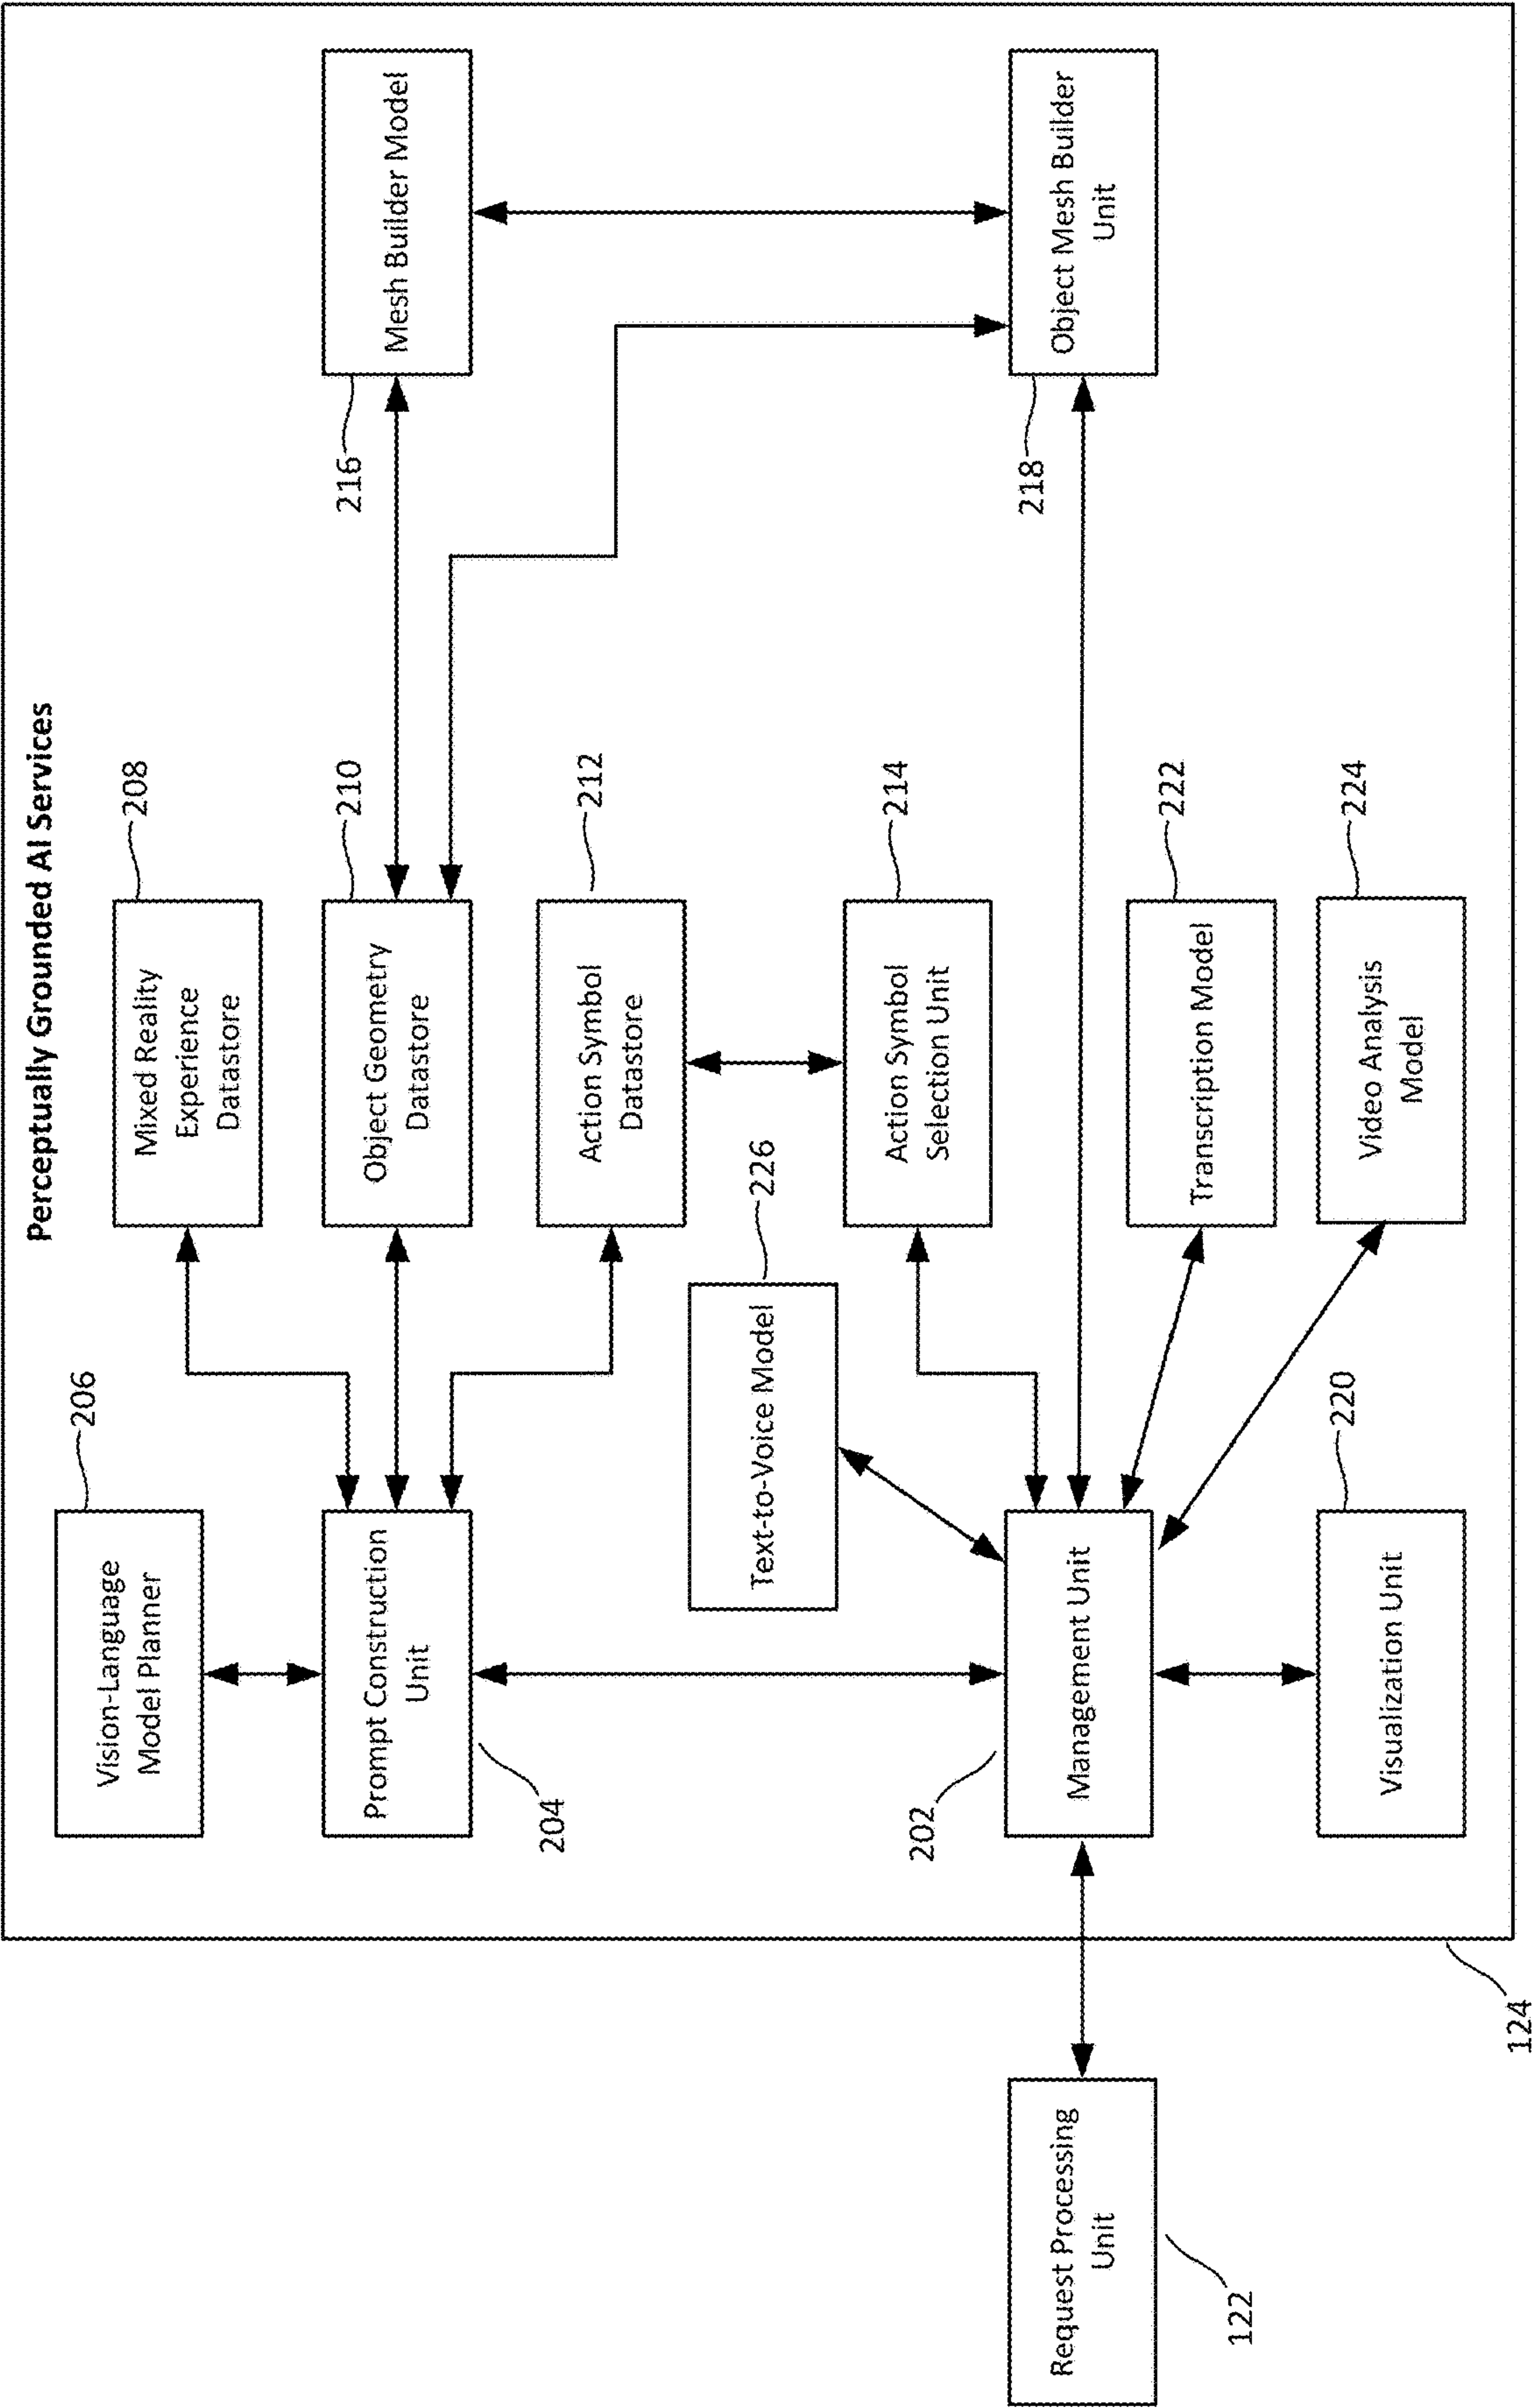 Perceptually Grounded AI Services
206
Vision-Language
Model Planner
208
Mixed Reality
Experience
Datastore
Prompt Construction
Unit
204
210
Object Geometry
Datastore
216
Mesh Builder Model
212
Action Symbol
Datastore
226
Text-to-Voice Model
214
Action Symbol
Selection Unit
202
Management Unit
218
Object Mesh Builder
Unit
Request Processing
Unit
122
222
Transcription Model
220
Visualization Unit
224
Video Analysis
Model
124